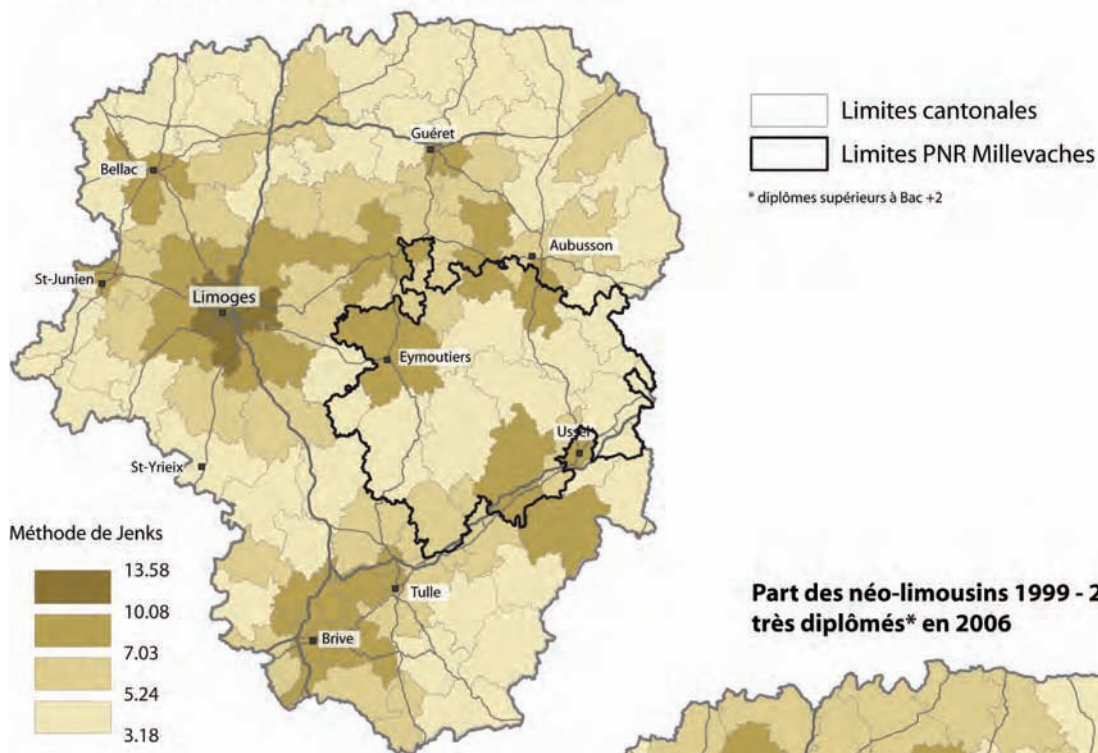 Guéret
Limites cantonales
Limites PNR Millevaches
* diplômes supérieurs à Bac +2
Bellac
Aubusson
St-Junien
Limoges
Eymoutiers
Ussel
St-Yrieix
Méthode de Jenks
13.58
10.08
7.03
5.24
3.18
Tulle
Brive
Part des néo-limousins 1999 - 2
très diplômés* en 2006